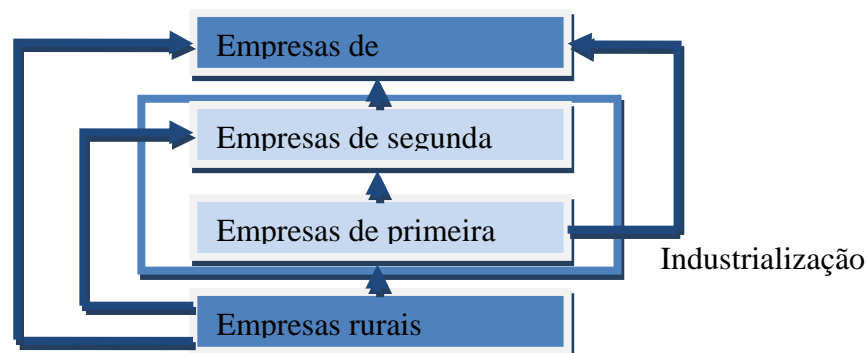 Empresas de
Empresas de segunda
Empresas de primeira
Industrialização
Empresas rurais